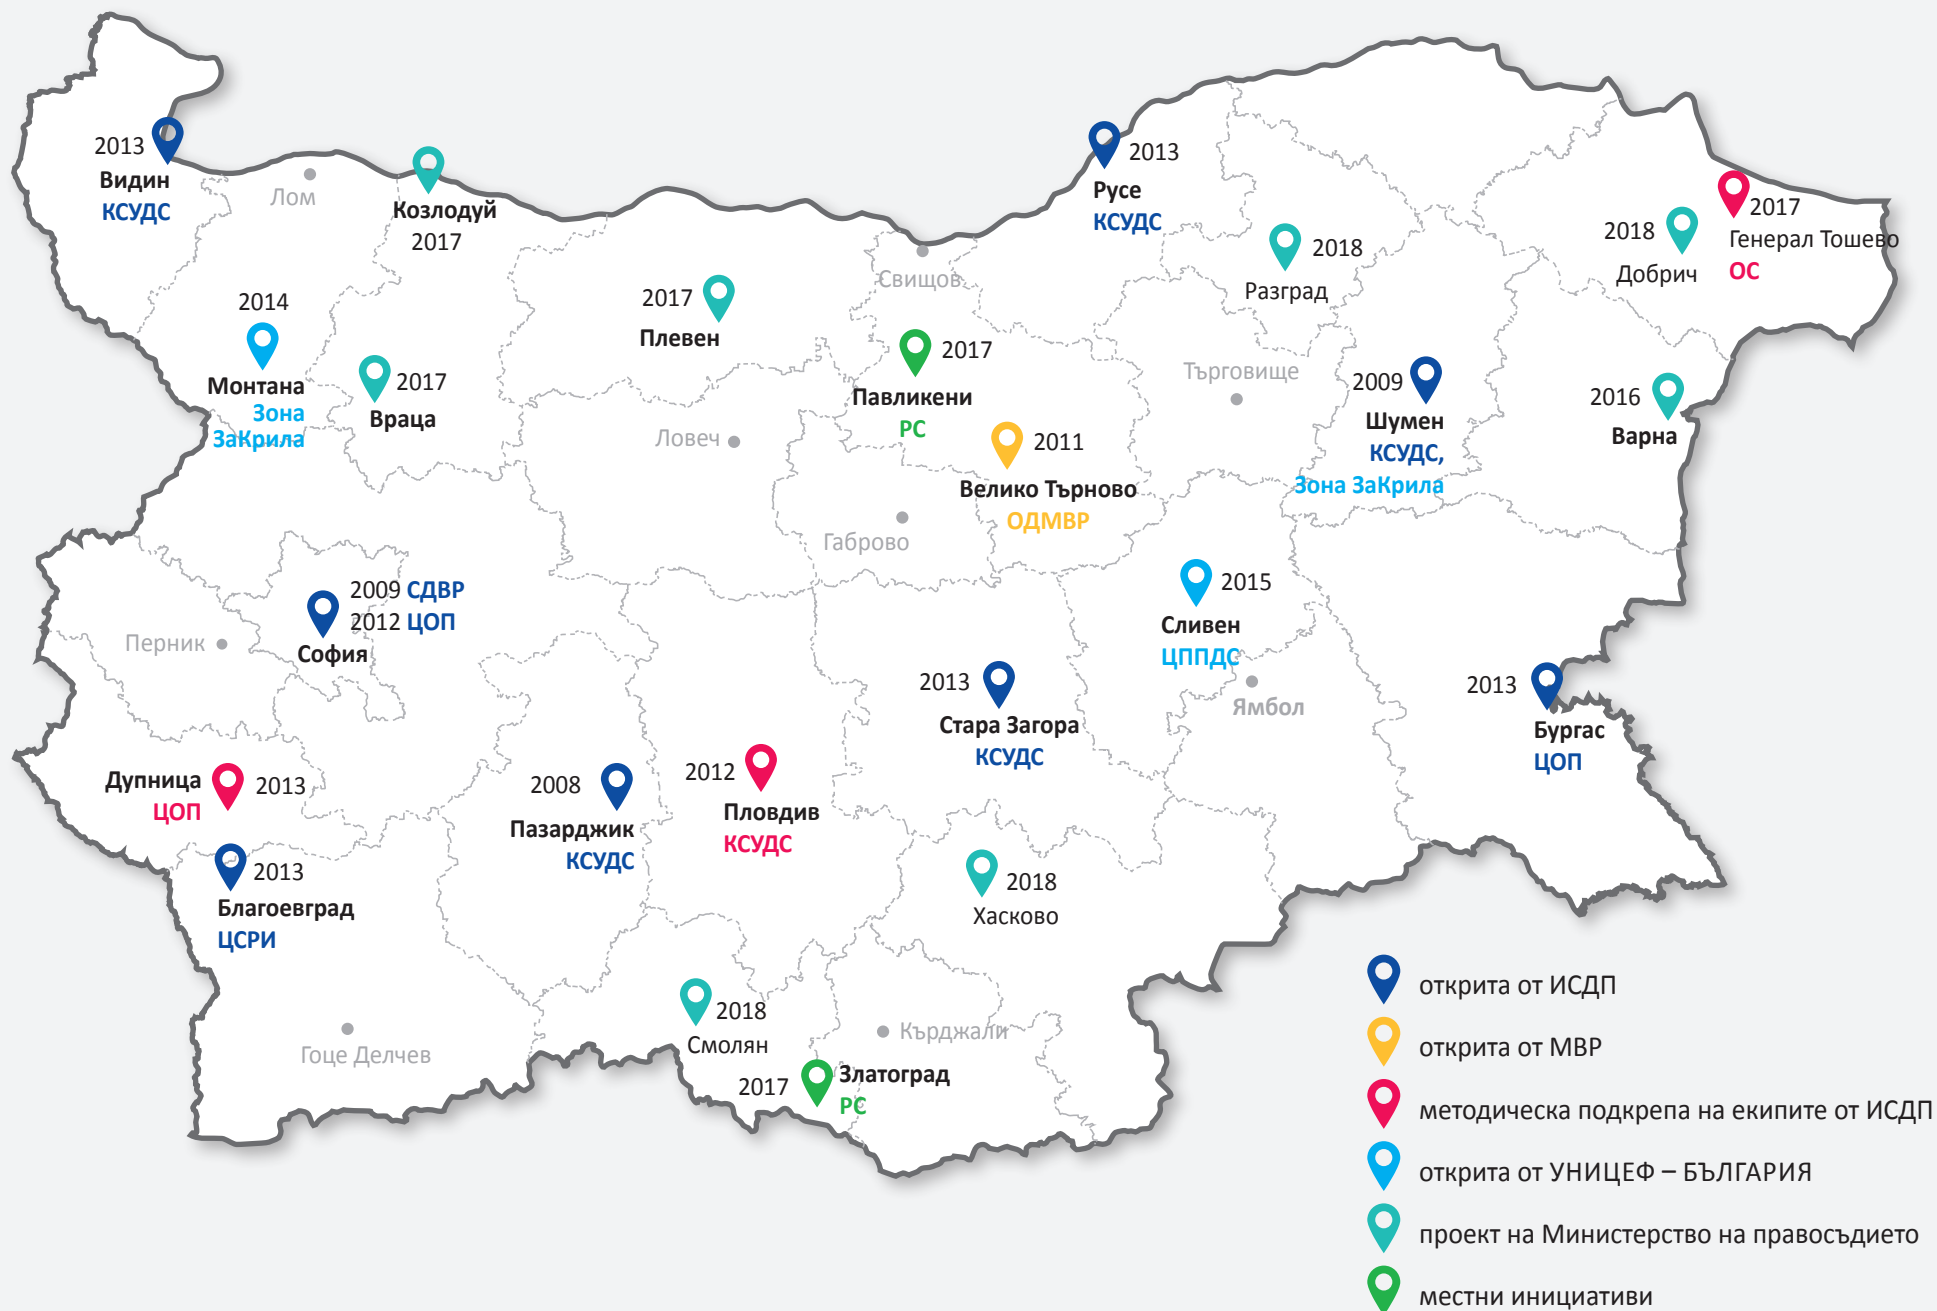 2013
Видин
КСУДС
Лом
Козлодуй
2017
2013
Русе
КСУДС
2017
Генерал Тошево
ОС
2018
Добрич
2018
Разград
Свищов
2014
Монтана
Зона
ЗаКрила
2017
Враца
2017
Плевен
2017
Павликени
РС
Търговище
2009
Шумен
КСУДС,
Зона ЗаКрила
2016
Варна
Ловеч
2011
Велико Търново
ОДМВР
Габрово
2009 СДВР
2012 ЦОП
София
Перник
2015
Сливен
ЦППДС
Ямбол
2013
Стара Загора
КСУДС
2013
Бургас
ЦОП
Дупница
ЦОП
2013
2008
Пазарджик
КСУДС
2012
Пловдив
КСУДС
2013
Благоевград
ЦСРИ
2018
Хасково
2018
Смолян
Гоце Делчев
Кърджали
2017
Златоград
РС
открита от ИСДП
открита от МВР
методическа подкрепа на екипите от ИСДП
открита от УНИЦЕФ – БЪЛГАРИЯ
проект на Министерство на правосъдието
местни инициативи